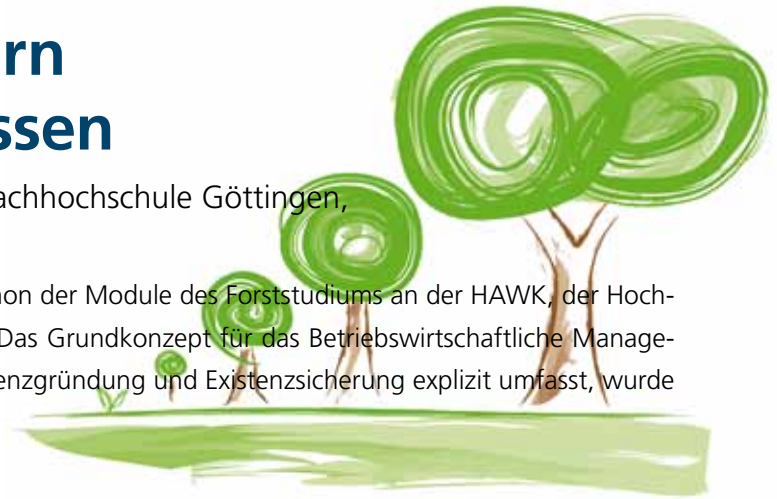 rn
ssen
achhochschule Göttingen,
non der Module des Forststudiums an der HAWK, der Hoch-
Das Grundkonzept für das Betriebswirtschaftliche Manage-
enzgründung und Existenzsicherung explizit umfasst, wurde